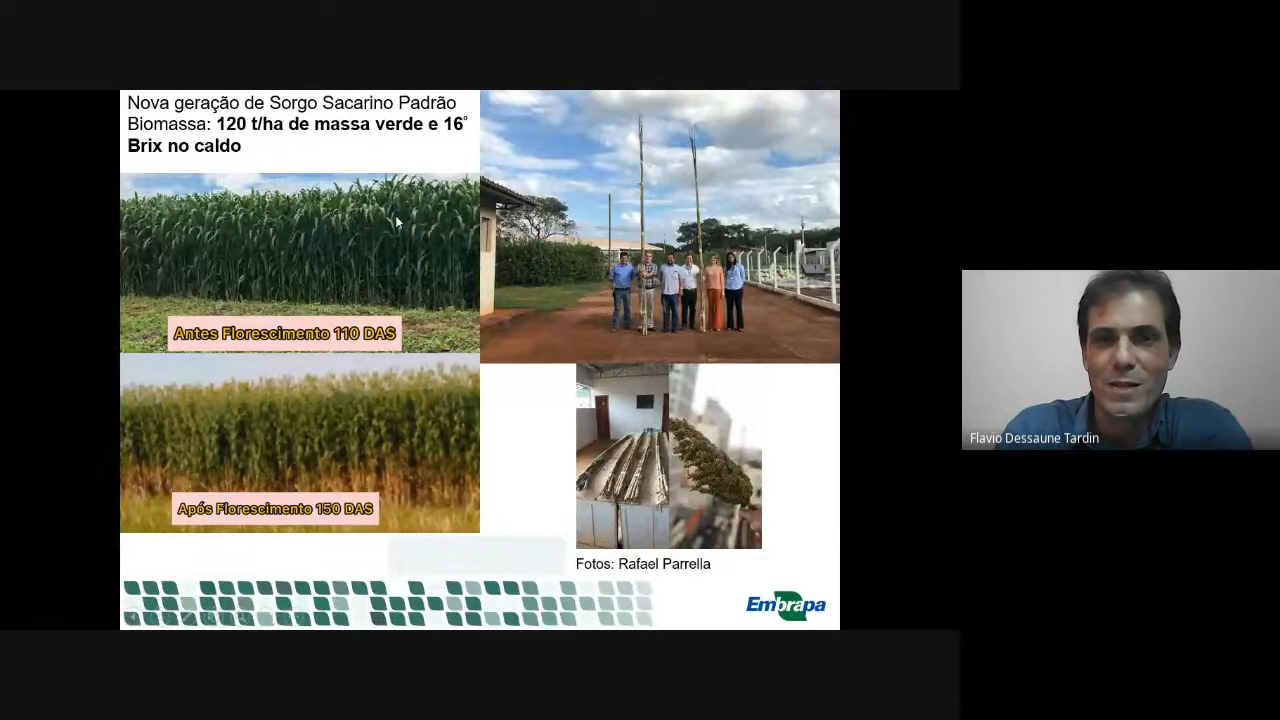 Nova geração de Sorgo Sacarino Padrão
Biomassa: 120 t/ha de massa verde e 16°
Brix no caldo
Antes Florescimento 110 DAS
Após Florescimento 150 DAS
Fotos: Rafael Parrella
Embrapa
Flavio Dessaune Tardin